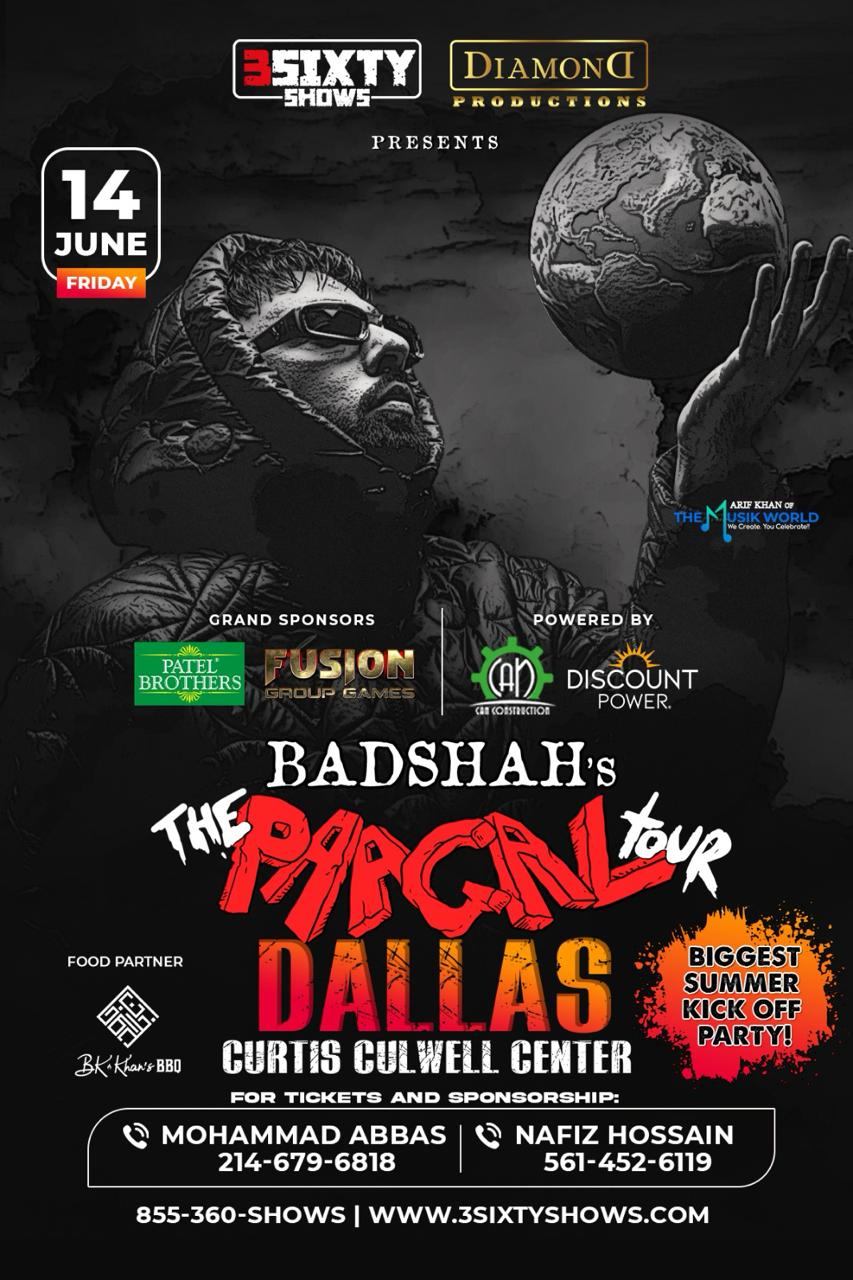 3SIXTY
SHOWS
DIAMOND
PRODUCTIONS
PRESENTS
14
JUNE
FRIDAY
ARIF KHAN OF
THE MUSIK WORLD
We Create. You Celebrate!!
GRAND SPONSORS
POWERED BY
PATEL
BROTHERS
FUSION
GROUP GAMES
CAN
CAN CONSTRUCTION
DISCOUNT
POWER
BADSHAH's
THE PAAGAL TOUR
DALLAS
CURTIS CULWELL CENTER
BIGGEST
SUMMER
KICK OFF
PARTY!
FOOD PARTNER
BK n Khan's BBQ
FOR TICKETS AND SPONSORSHIP:
MOHAMMAD ABBAS
214-679-6818
NAFIZ HOSSAIN
561-452-6119
855-360-SHOWS | WWW.3SIXTYSHOWS.COM